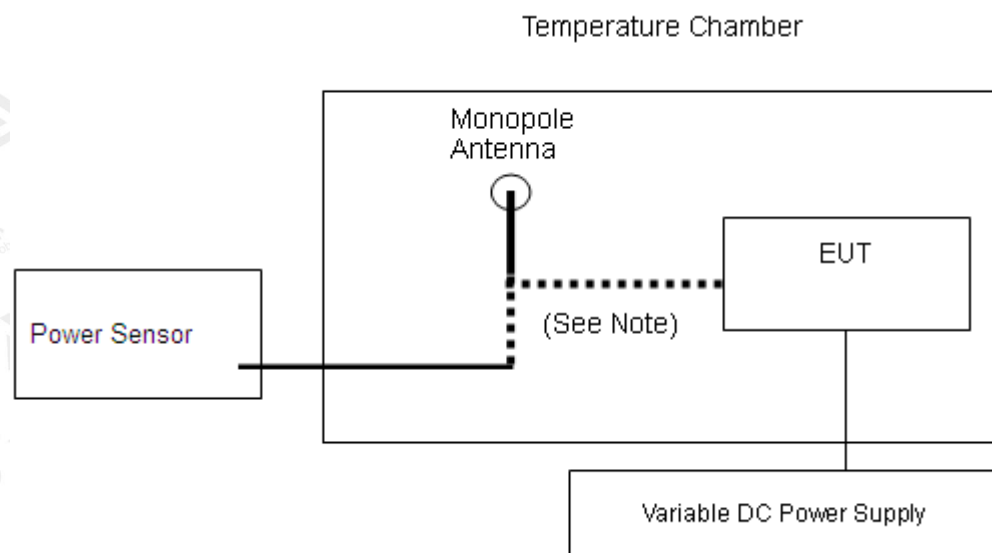 Temperature Chamber
Monopole
Antenna
EUT
(See Note)
Power Sensor
Variable DC Power Supply